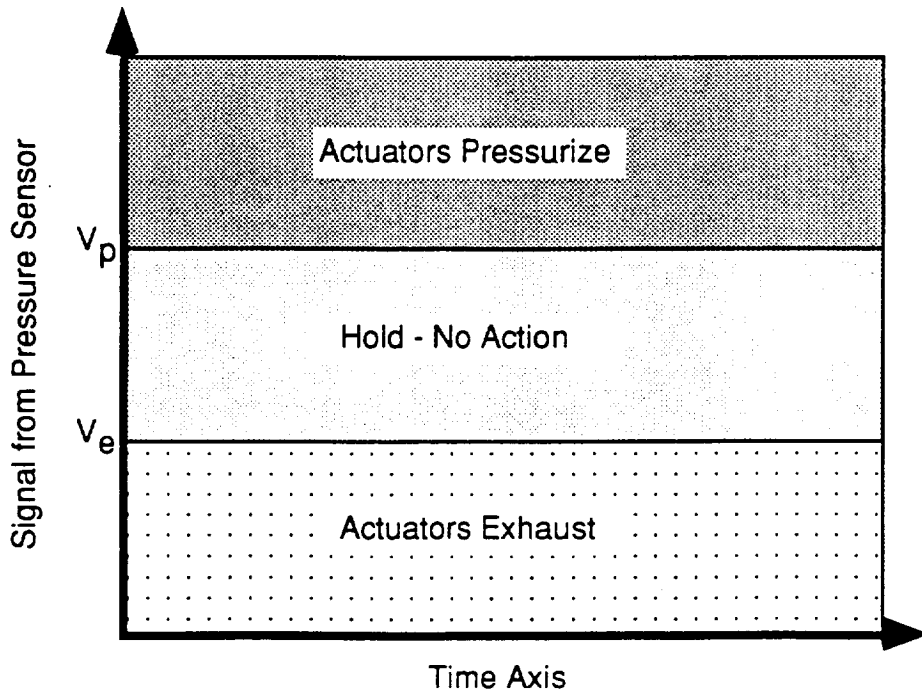 Signal from Pressure Sensor
Actuators Pressurize
Vp
Hold - No Action
Ve
Actuators Exhaust
Time Axis